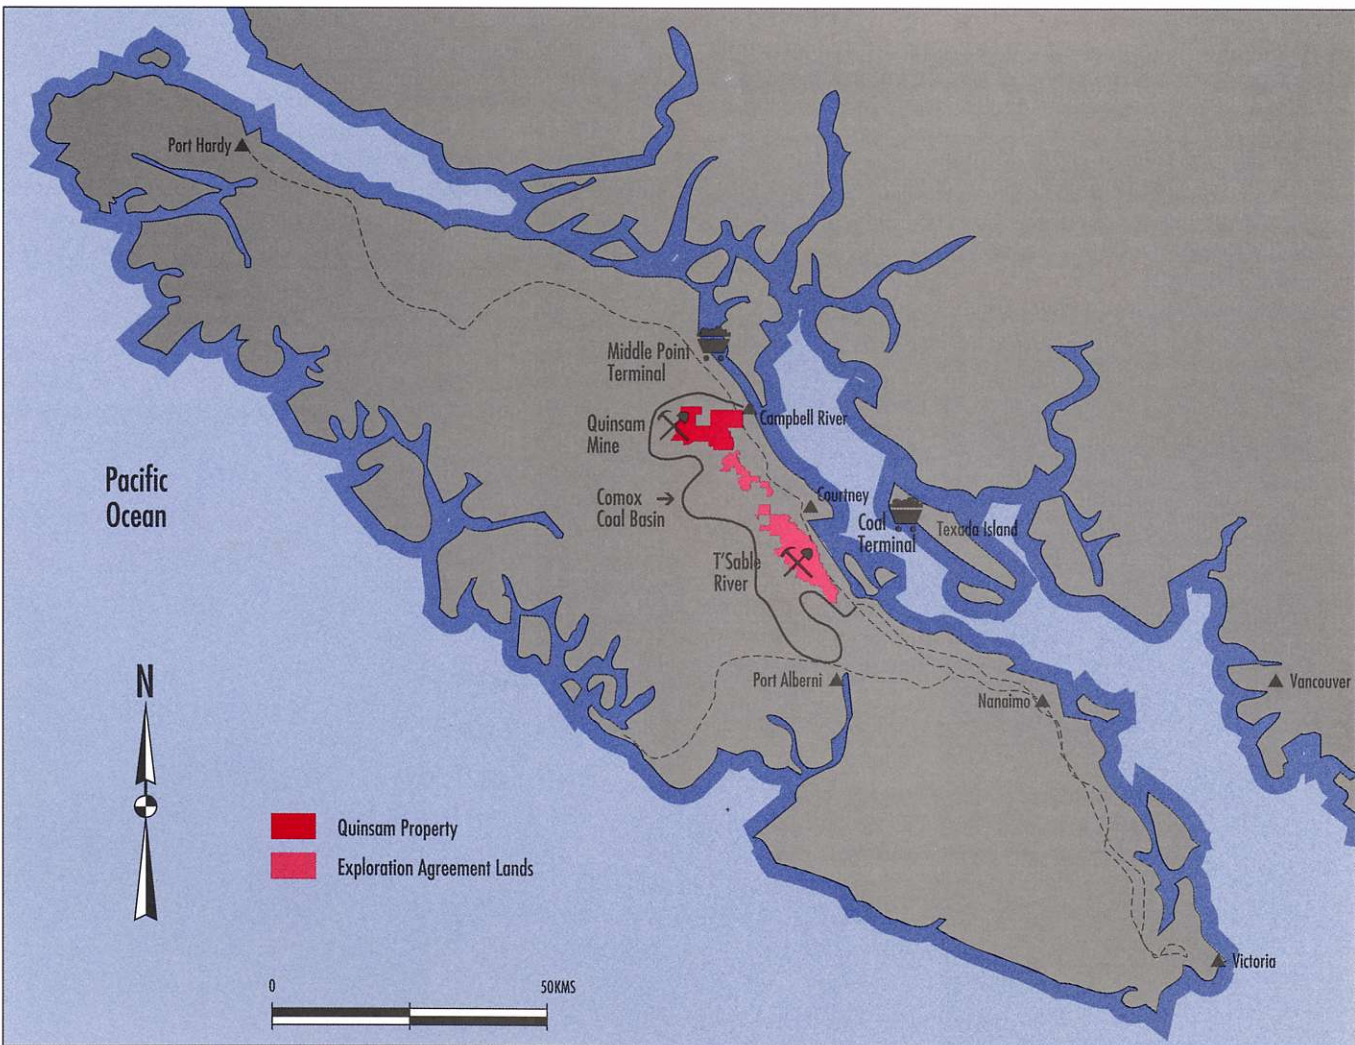 Port Hardy
Middle Point
Terminal
Quinsam
Mine
Campbell River
Pacific
Ocean
Comox
Coal Basin
Courtney
Coal
Terminal
Texada Island
T'Sable
River
N
Port Alberni
Nanaimo
Vancouver
Quinsam Property
Exploration Agreement Lands
0
50KMS
Victoria